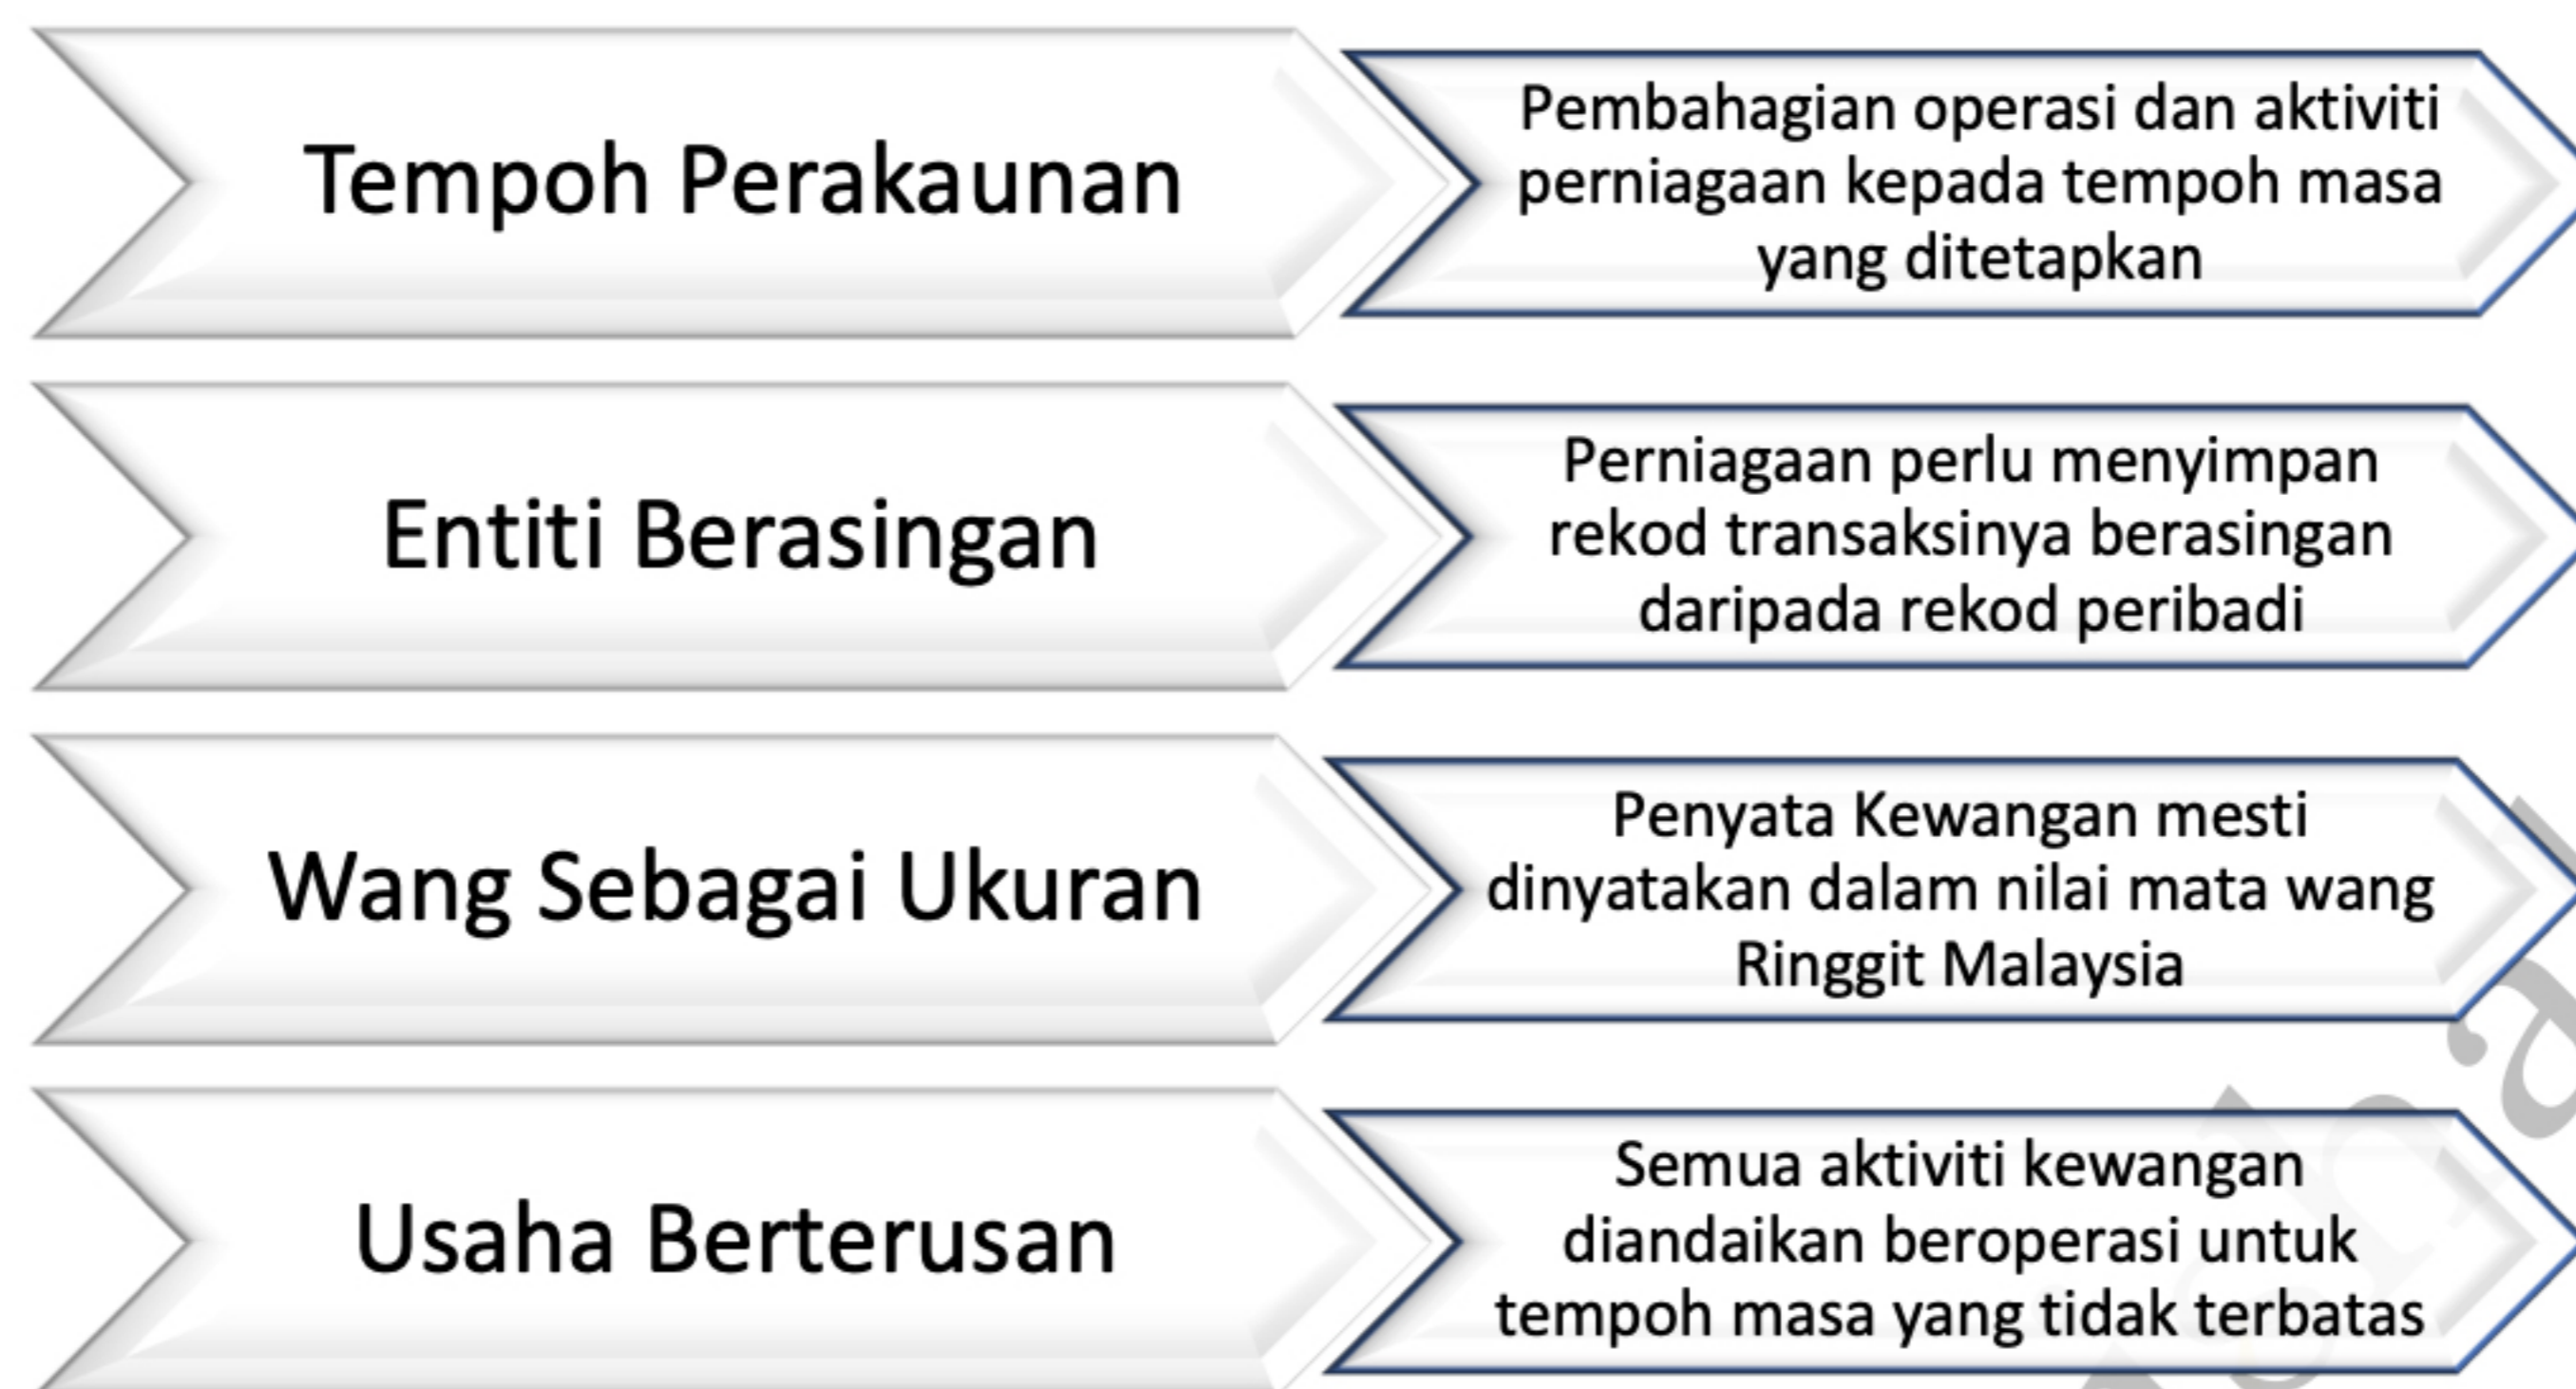 Tempoh Perakaunan
Pembahagian operasi dan aktiviti
perniagaan kepada tempoh masa
yang ditetapkan
Entiti Berasingan
Perniagaan perlu menyimpan
rekod transaksinya berasingan
daripada rekod peribadi
Wang Sebagai Ukuran
Penyata Kewangan mesti
dinyatakan dalam nilai mata wang
Ringgit Malaysia
Usaha Berterusan
Semua aktiviti kewangan
diandaikan beroperasi untuk
tempoh masa yang tidak terbatas